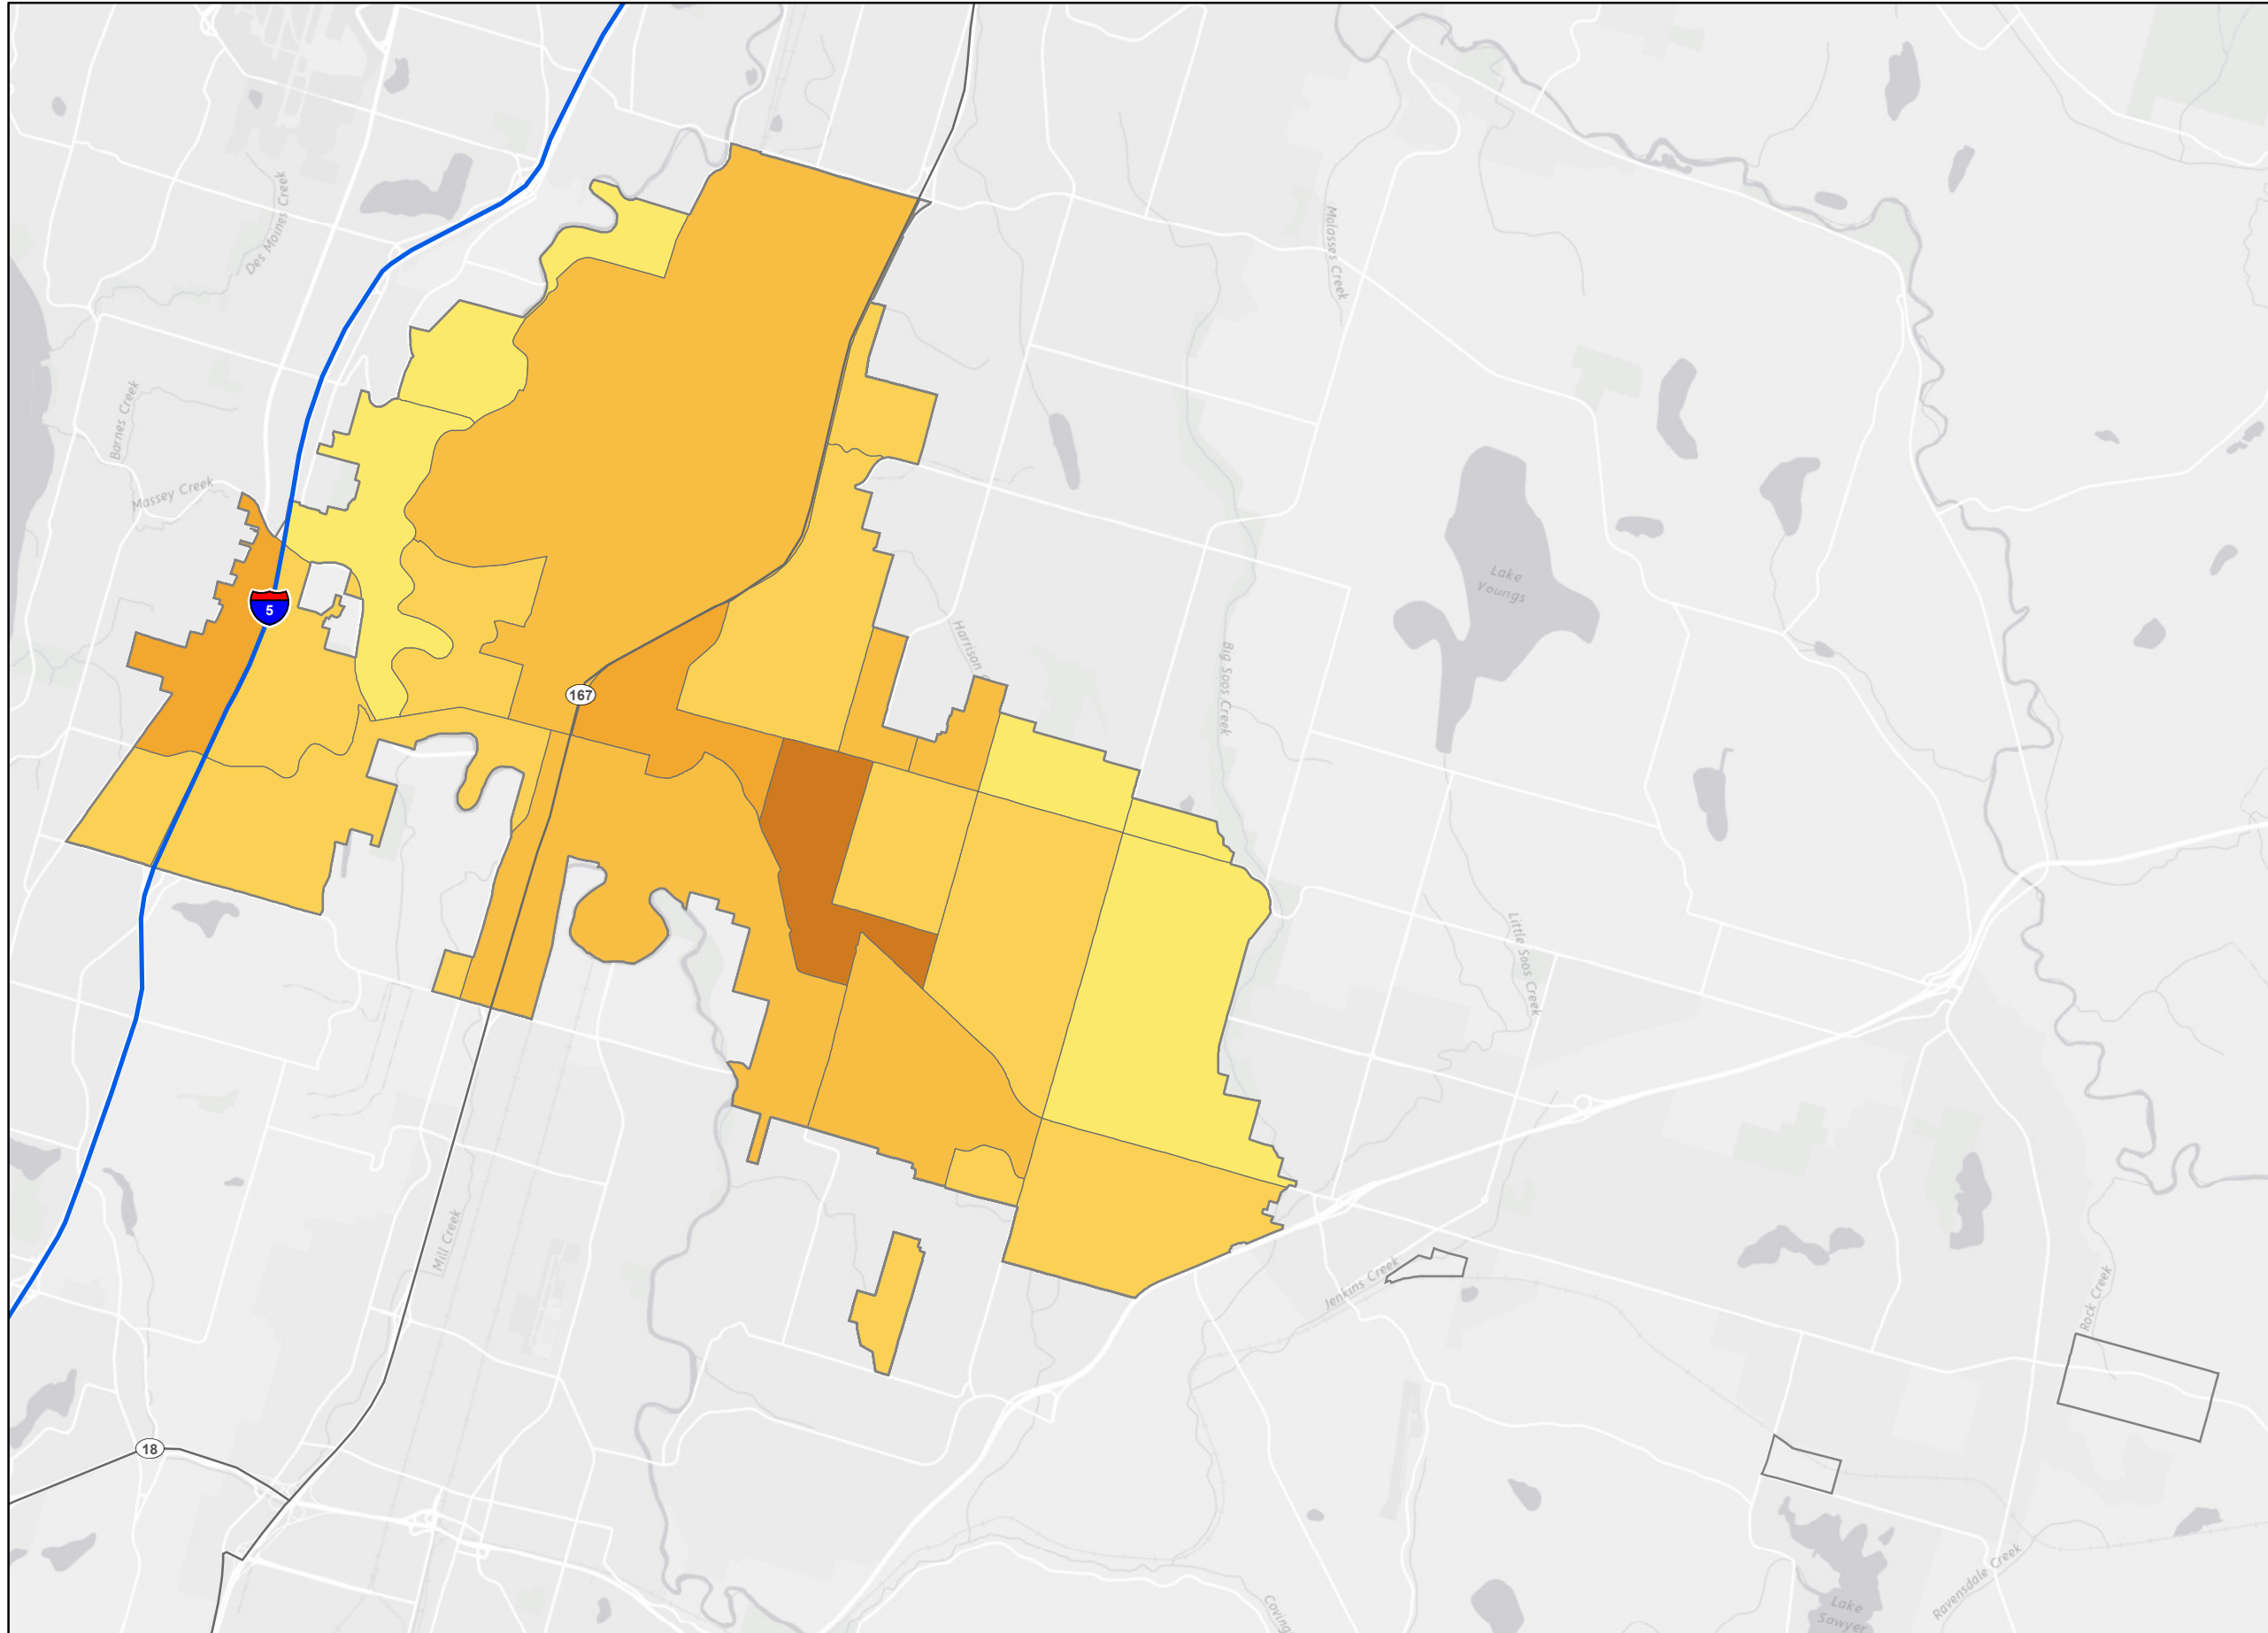 Des Moines Creek
Molasses Creek
Barnes Creek
Massey Creek
Lake
Youngs
5
Harrison
Big Soos Creek
167
Little Soos Creek
Mill Creek
Jenkins Creek
Rock Creek
18
Ravensdale Creek
Lake
Sawyer
Coving